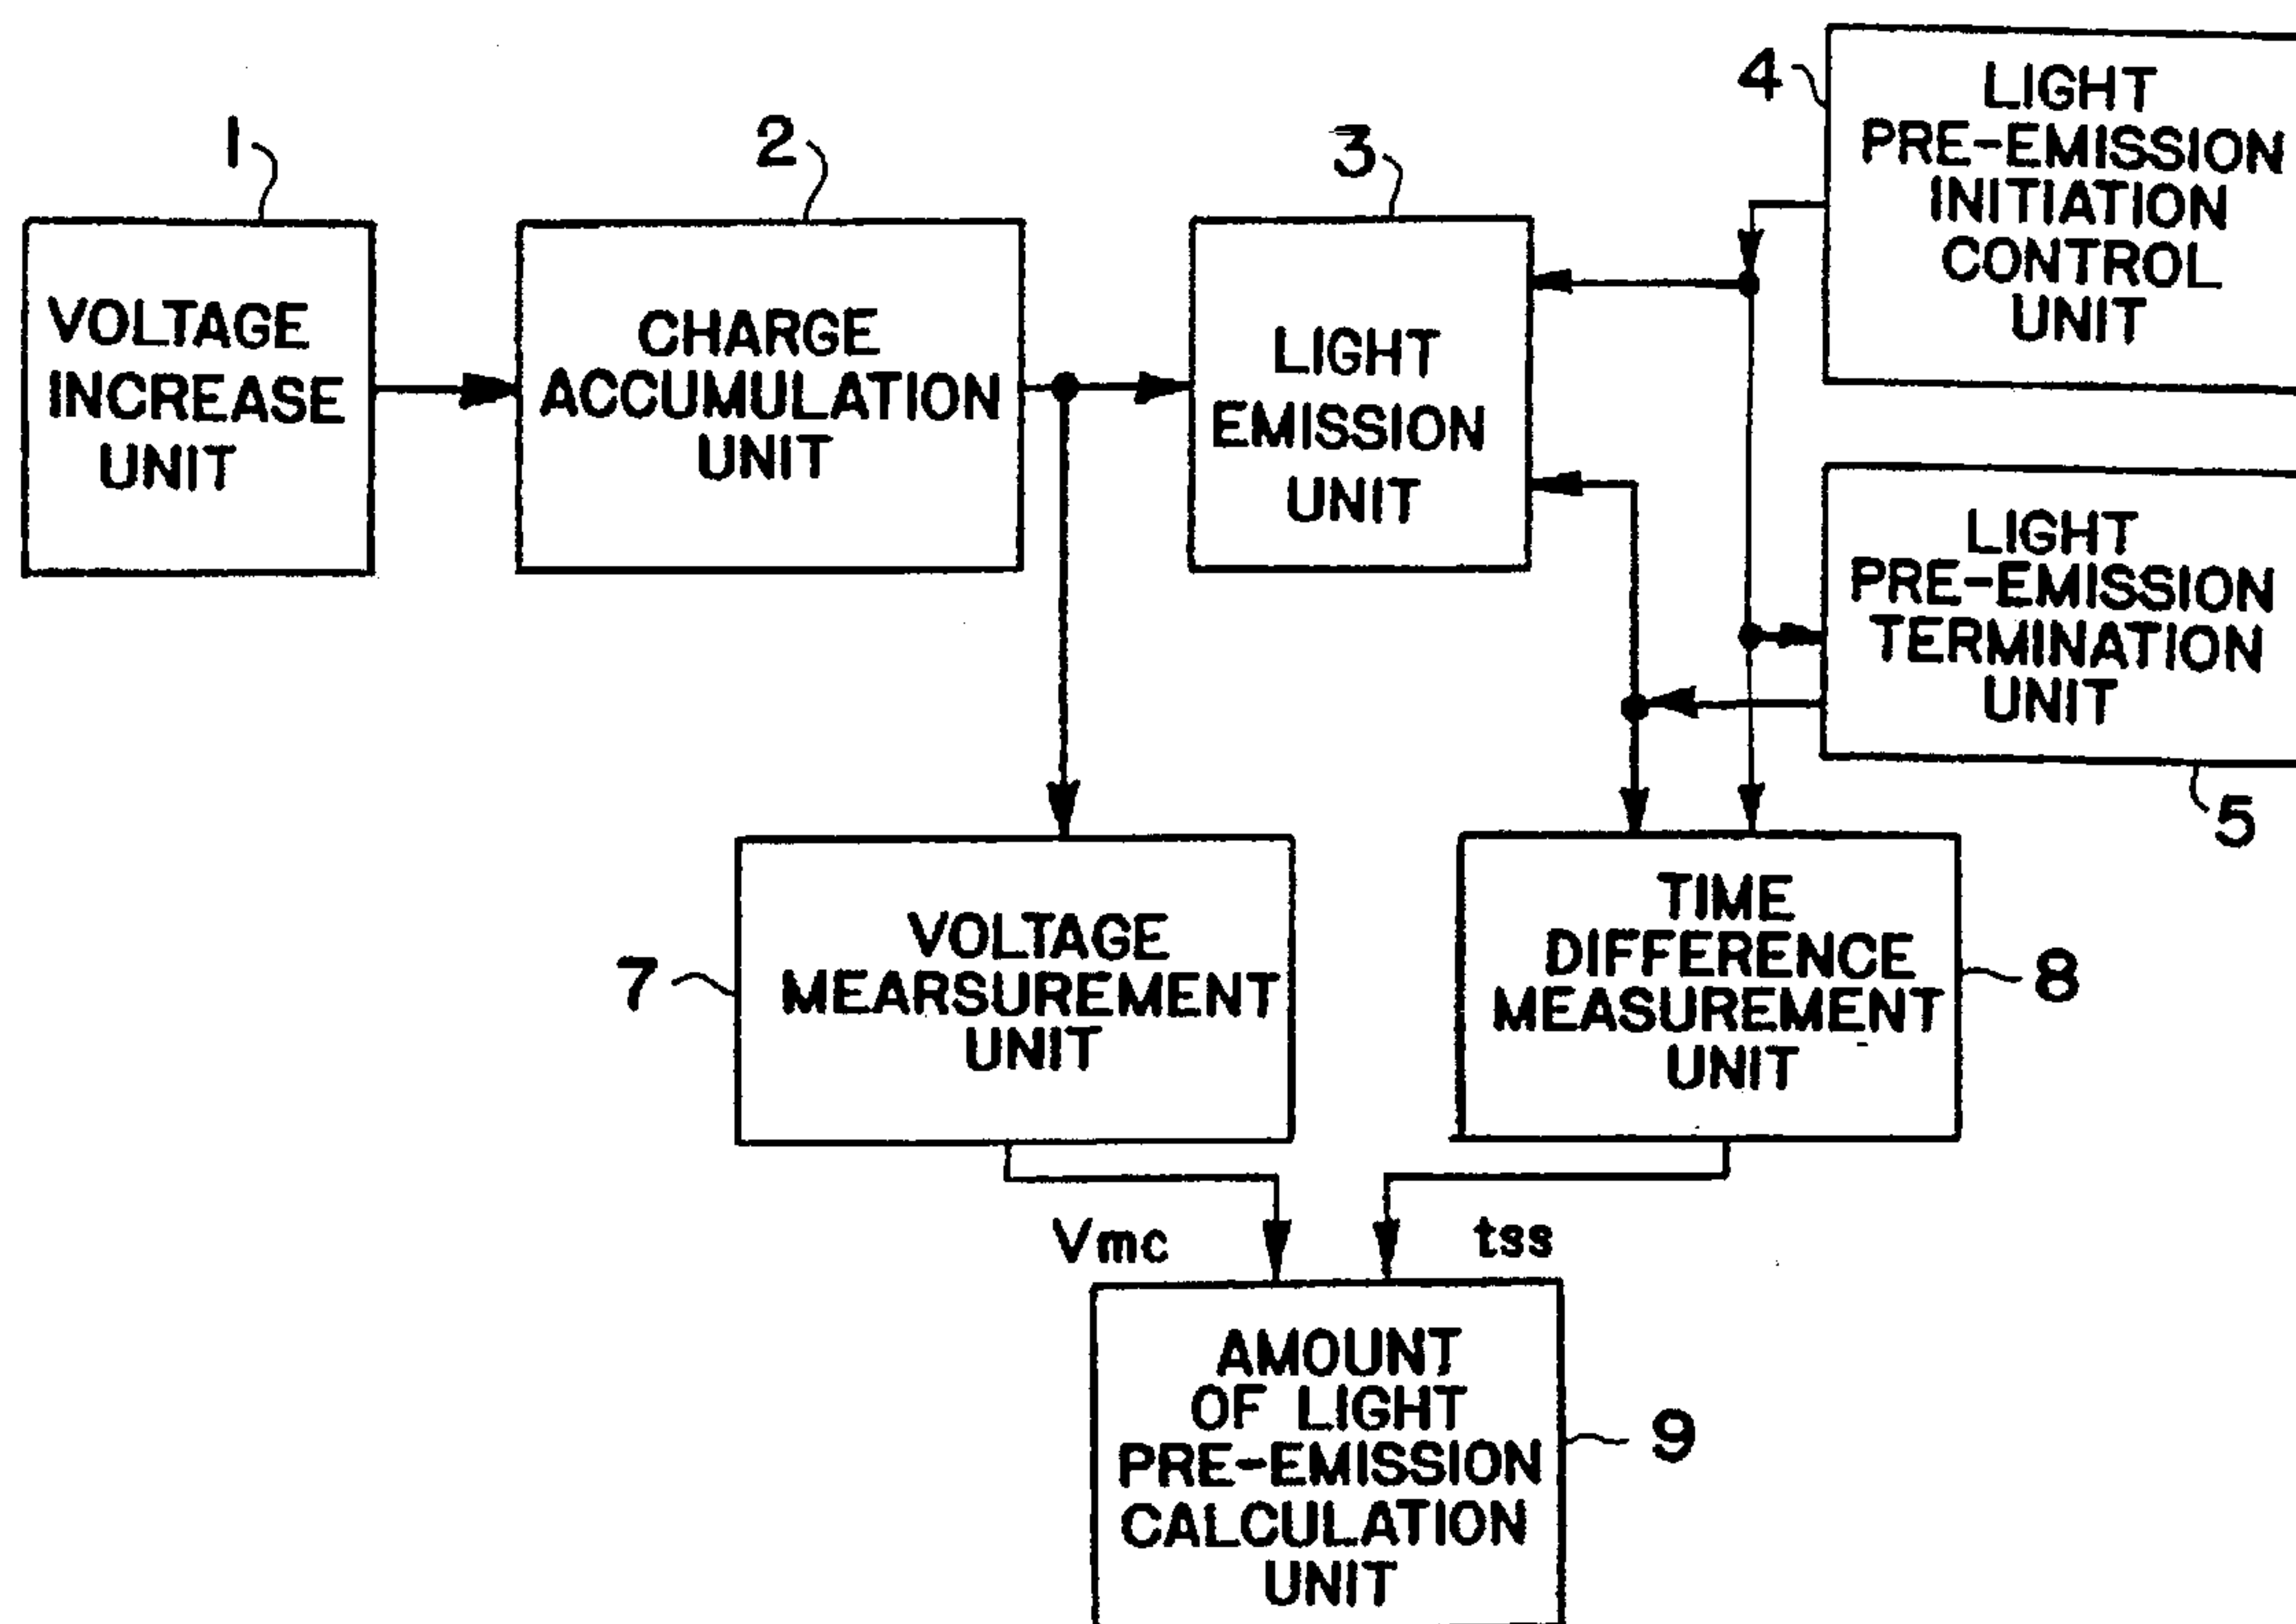 1
VOLTAGE
INCREASE
UNIT
2
CHARGE
ACCUMULATION
UNIT
3
LIGHT
EMISSION
UNIT
4
LIGHT
PRE-EMISSION
INITIATION
CONTROL
UNIT
LIGHT
PRE-EMISSION
TERMINATION
UNIT
5
7
VOLTAGE
MEARSUREMENT
UNIT
TIME
DIFFERENCE
MEASUREMENT
UNIT
8
Vmc
tss
AMOUNT
OF LIGHT
PRE-EMISSION
CALCULATION
UNIT
9